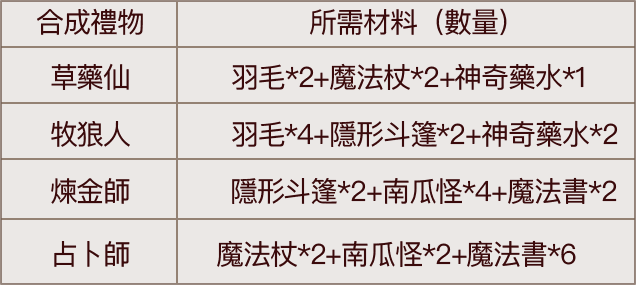 合成禮物 所需材料（數量）
草藥仙 羽毛*2+魔法杖*2+神奇藥水*1
牧狼人 羽毛*4+隱形斗篷*2+神奇藥水*2
煉金師 隱形斗篷*2+南瓜怪*4+魔法書*2
占卜師 魔法杖*2+南瓜怪*2+魔法書*6